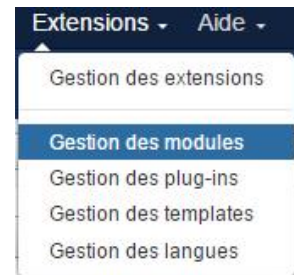 Extensions Aide
Gestion des extensions
Gestion des modules
Gestion des plug-ins
Gestion des templates
Gestion des langues